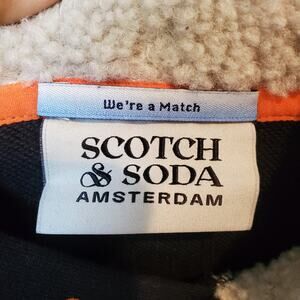 We're a Match
SCOTCH
& SODA
AMSTERDAM